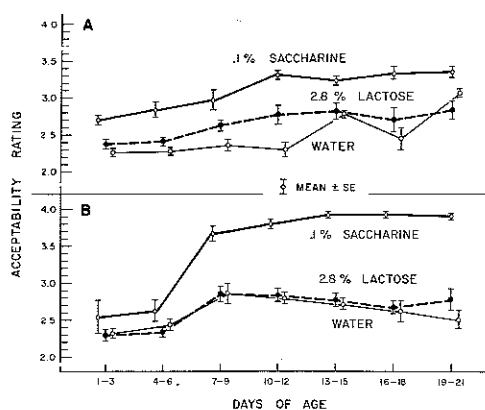 4.0
A
.1 % SACCHARINE
3.5
3.0
2.8 % LACTOSE
2.5
WATER
2.0
ACCEPTABILITY RATING
MEAN ± SE
4.0
B
.1 % SACCHARINE
3.5
3.0
2.8 % LACTOSE
2.5
WATER
2.0
1-3 4-6 7-9 10-12 13-15 16-18 19-21
DAYS OF AGE